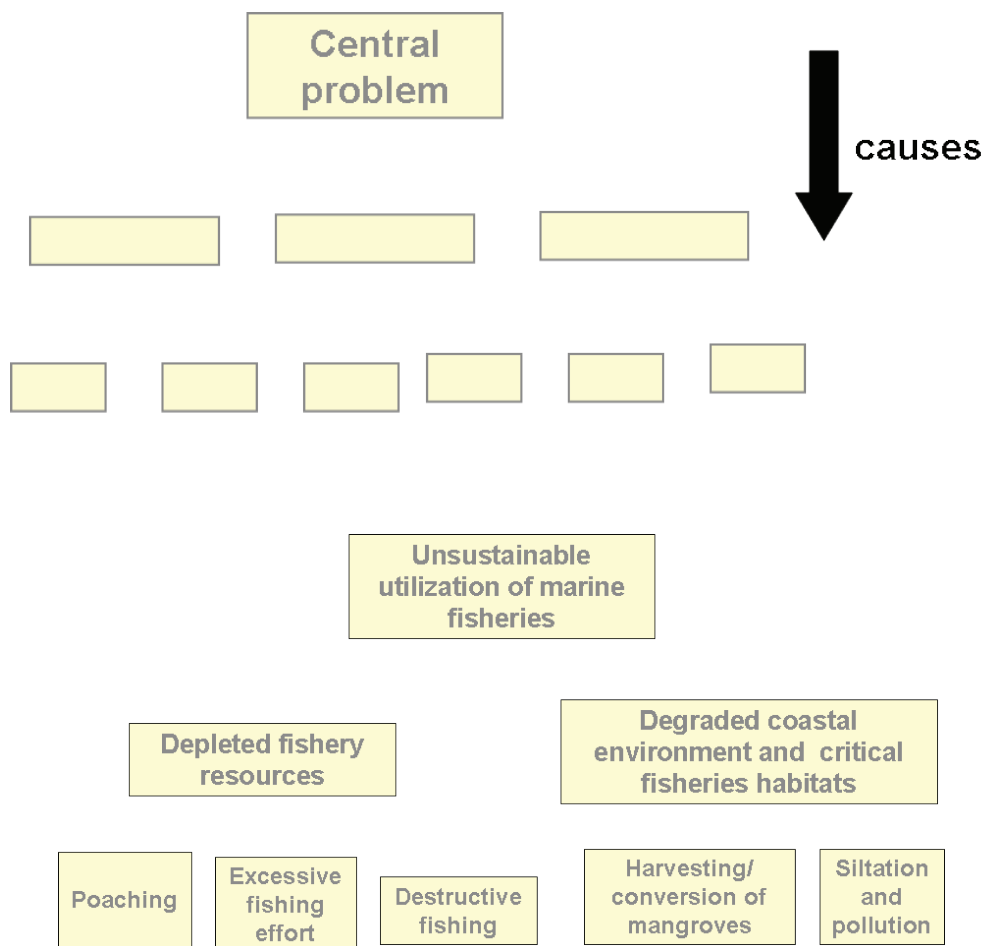 Central
problem
causes
Unsustainable
utilization of marine
fisheries
Depleted fishery
resources
Degraded coastal
environment and critical
fisheries habitats
Poaching
Excessive
fishing
effort
Destructive
fishing
Harvesting/
conversion of
mangroves
Siltation
and
pollution